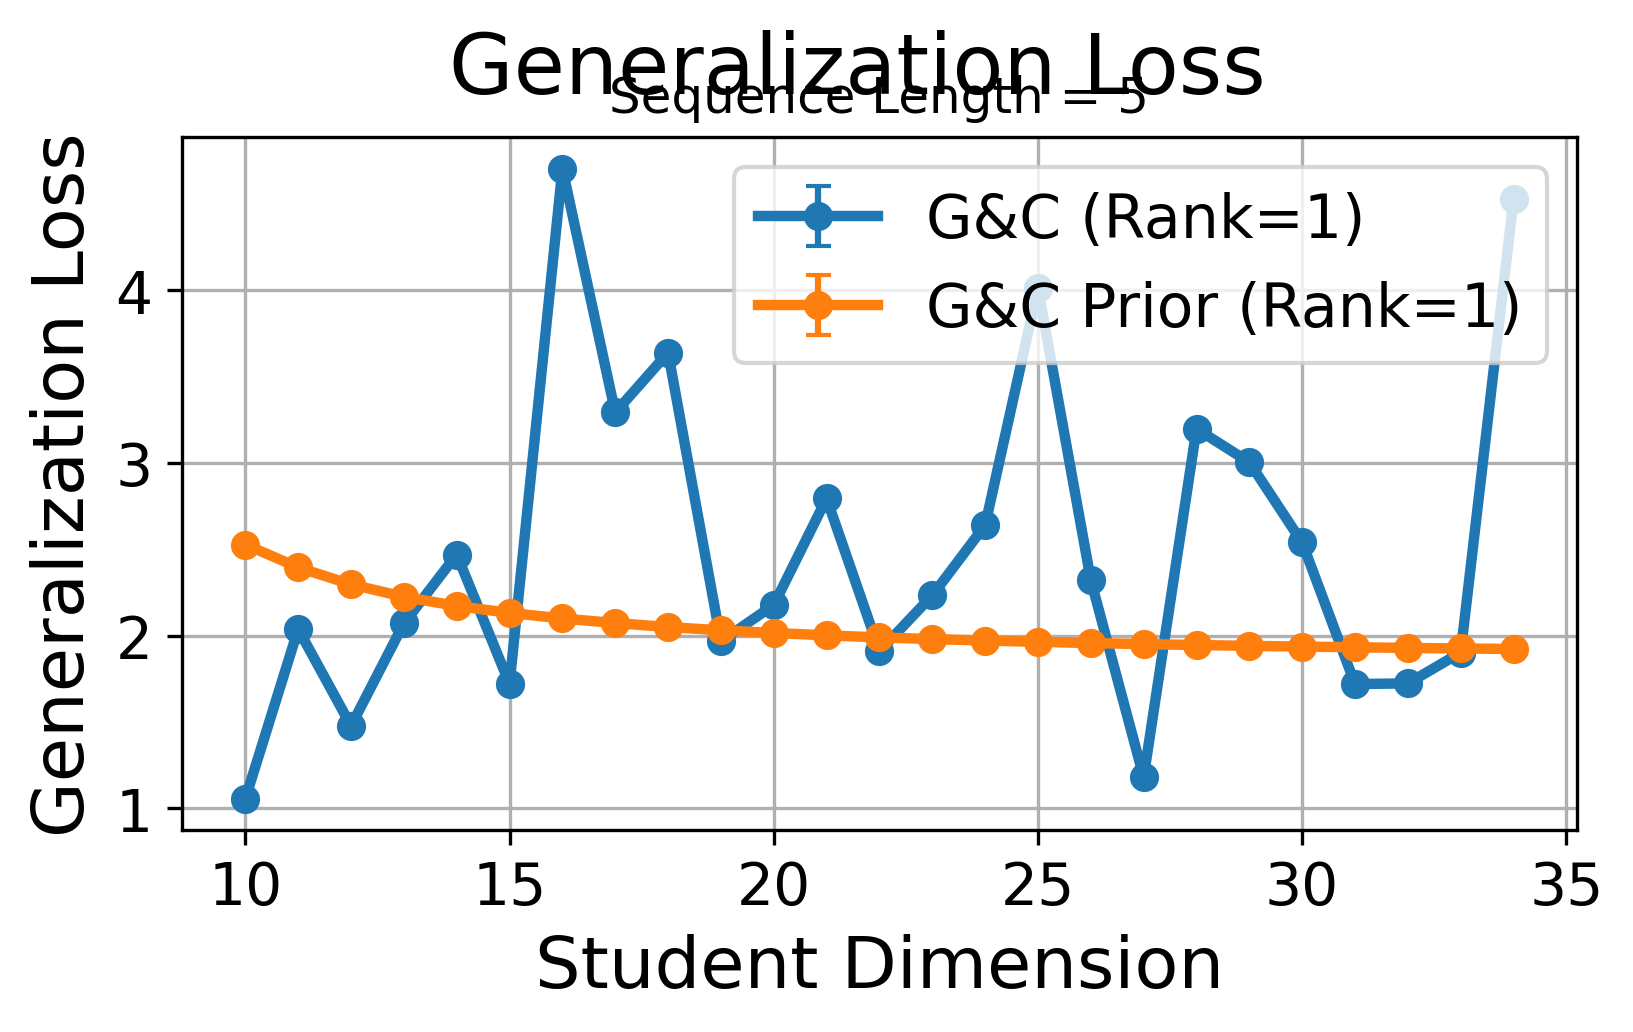 Generalization Loss
Sequence Length = 5
Generalization Loss
4
3
2
1
G&C (Rank=1)
G&C Prior (Rank=1)
10 15 20 25 30 35
Student Dimension